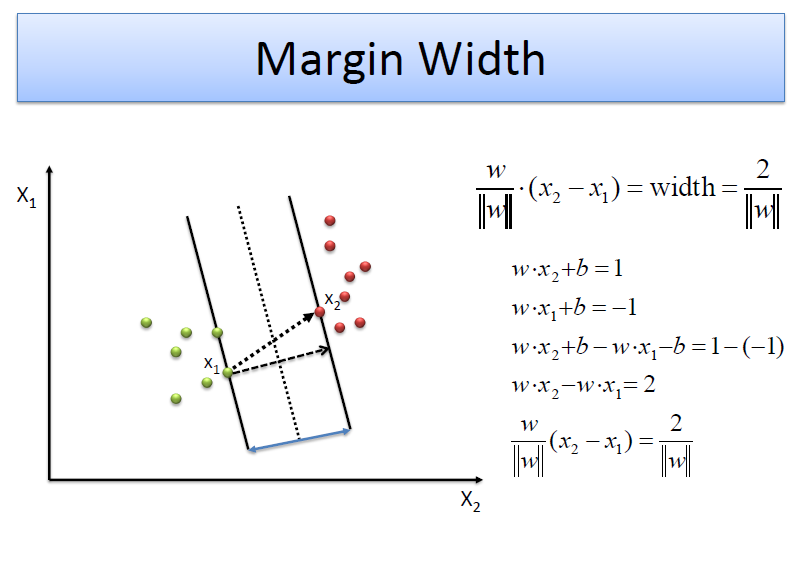 Margin Width
X₁
x₂
x₁
X₂
w/‖w‖ · (x₂ − x₁) = width = 2/‖w‖
w·x₂+b = 1
w·x₁+b = −1
w·x₂+b − w·x₁−b = 1−(−1)
w·x₂−w·x₁= 2
w/‖w‖ (x₂ − x₁) = 2/‖w‖